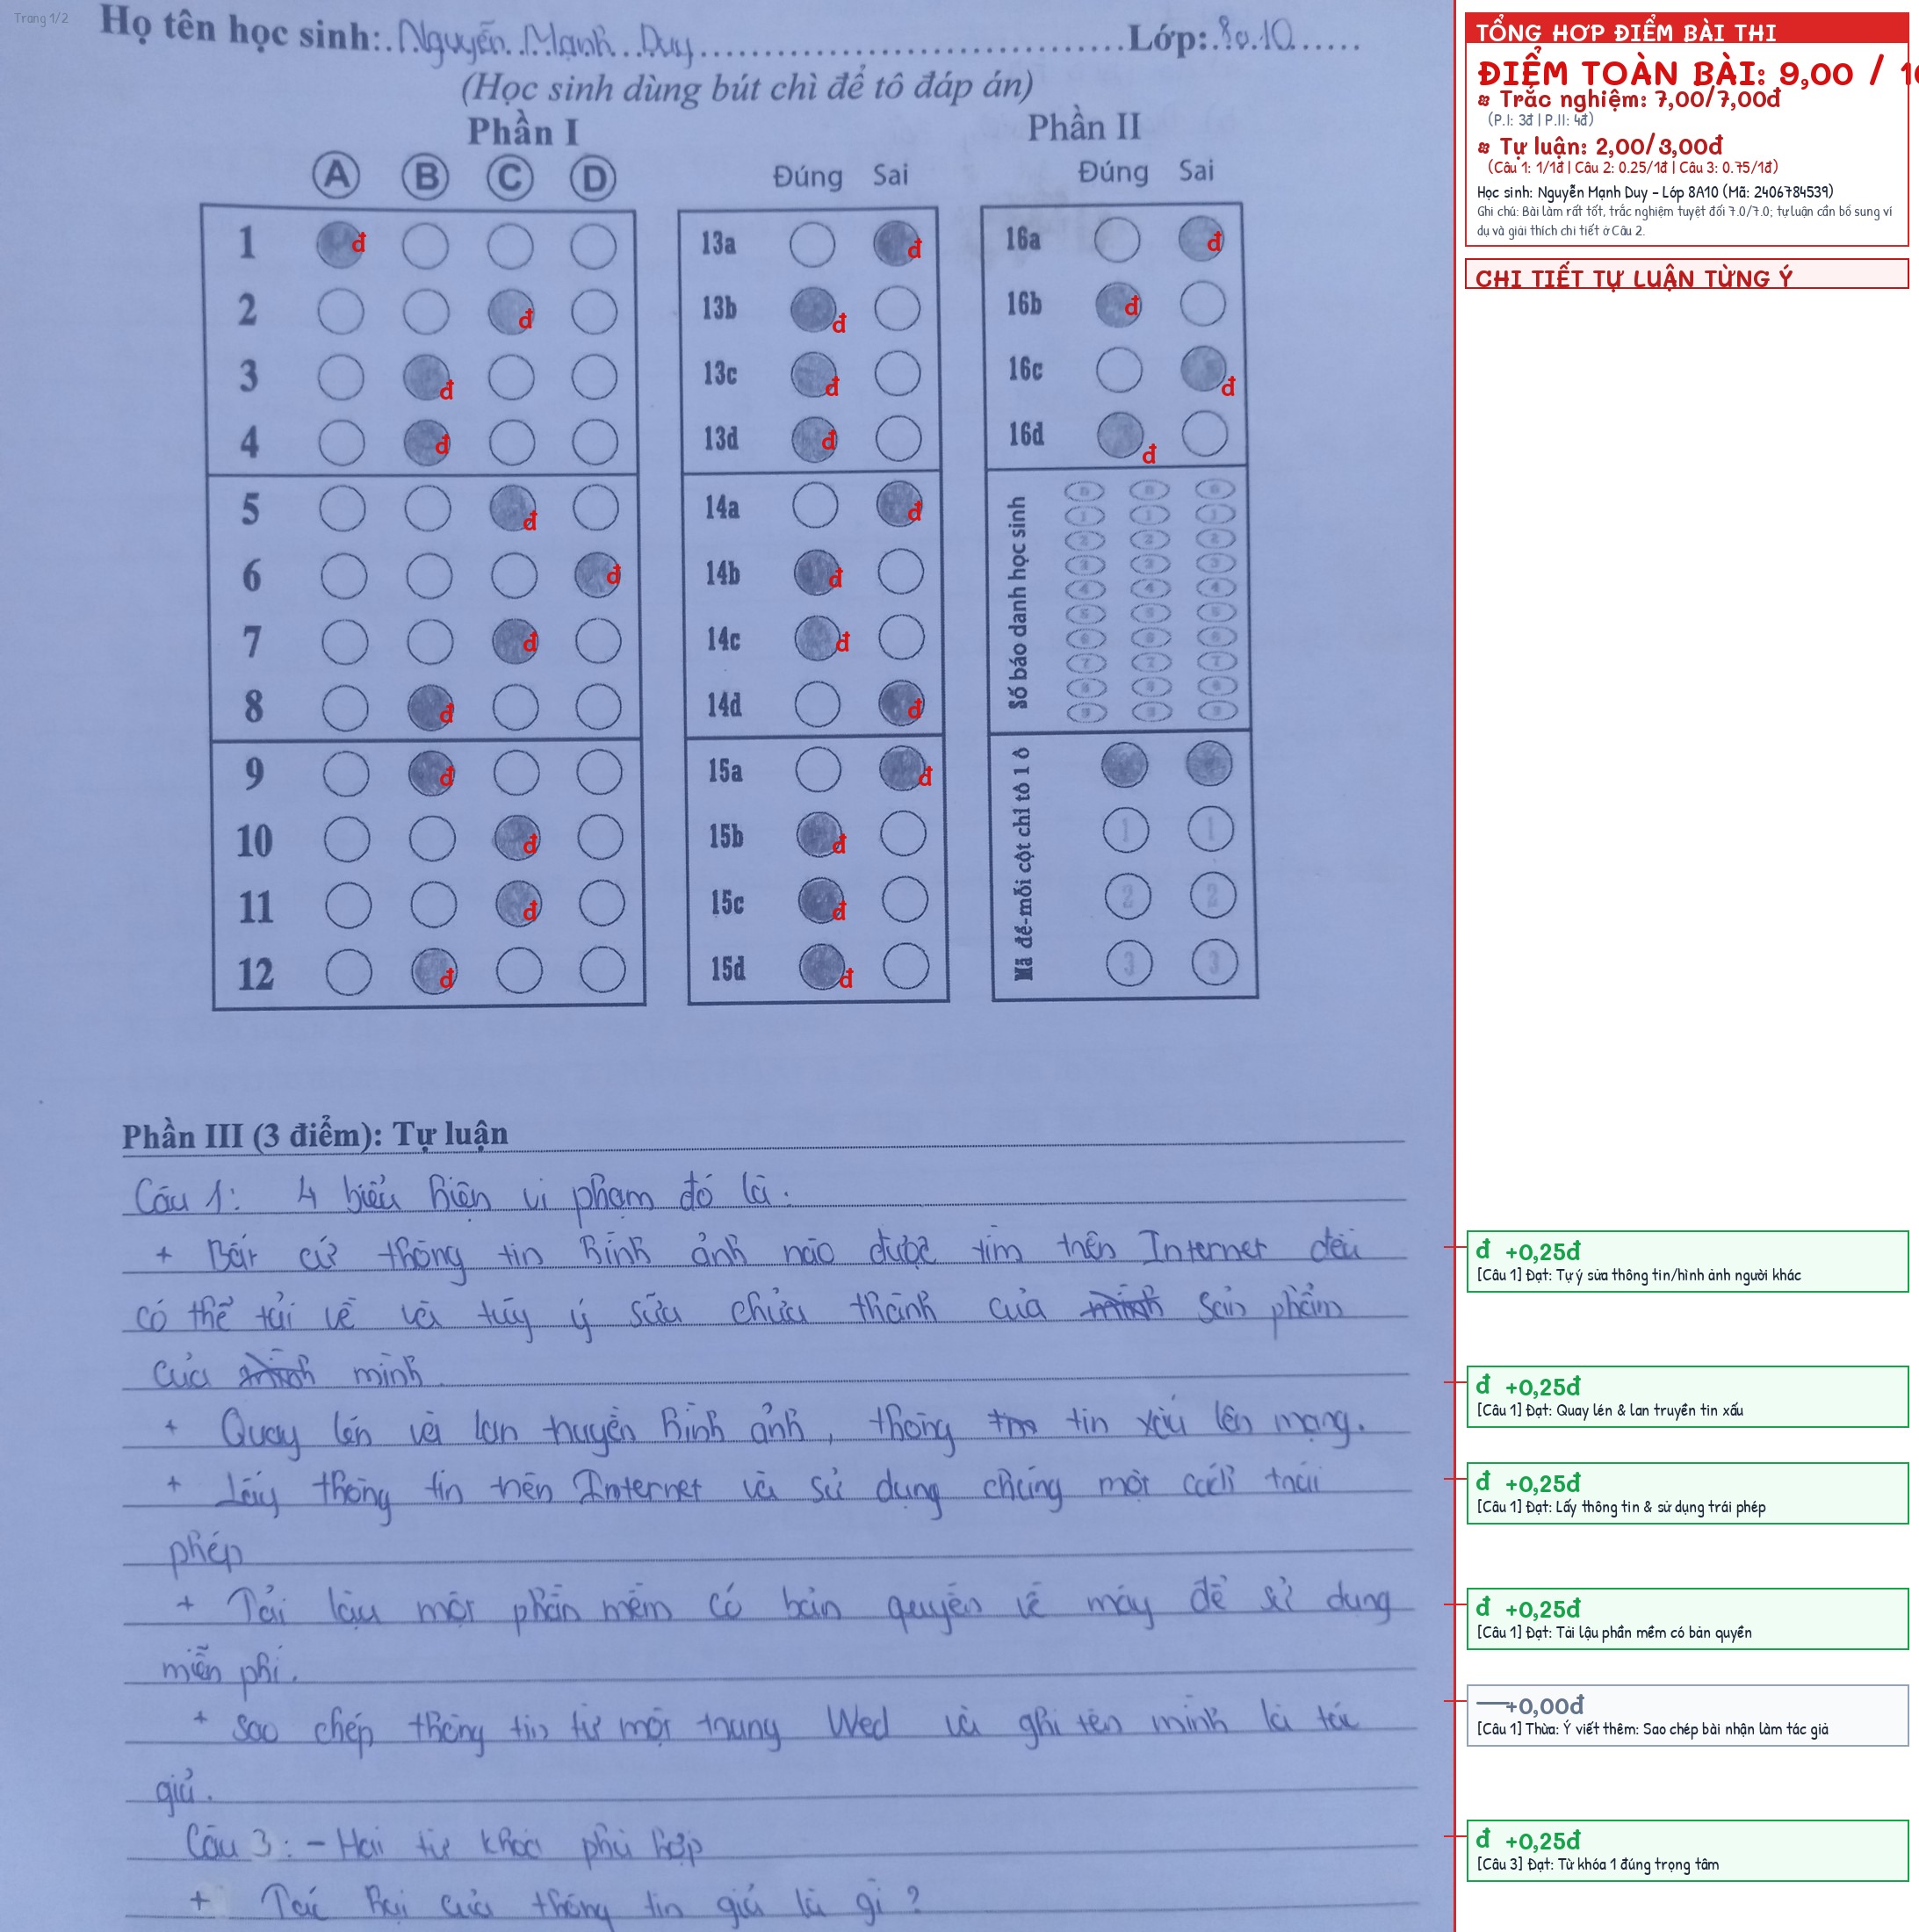 Trang 1/2
Họ tên học sinh: Nguyễn Mạnh Duy Lớp: 8a10
(Học sinh dùng bút chì để tô đáp án)
Phần I
Phần II
A B C D
Đúng Sai
Đúng Sai
1 đ
2 đ
3 đ
4 đ
5 đ
6 đ
7 đ
8 đ
9 đ
10 đ
11 đ
12 đ
13a đ
13b đ
13c đ
13d đ
14a đ
14b đ
14c đ
14d đ
15a đ
15b đ
15c đ
15d đ
16a đ
16b đ
16c đ
16d đ
Số báo danh học sinh
Mã đề-mỗi cột chỉ tô 1 ô
1 1
2 2
3 3
Phần III (3 điểm): Tự luận
Câu 1: 4 biểu hiện vi phạm đó là:
+ Bất cứ thông tin hình ảnh nào được tìm trên Internet đều
có thể tải về và tùy ý sữa chửa thành của mình sản phẩm
của mình mình.
+ Quay lén và lan truyền hình ảnh, thông tin xấu lên mạng.
+ Lấy thông tin trên Internet và sử dụng chúng một cách trái
phép
+ Tải lậu một phần mềm có bản quyền về máy để sử dụng
miễn phí.
+ sao chép thông tin từ một trang Wed và ghi tên mình là tác
giả.
Câu 3: - Hai từ khóa phù hợp
+ Tác hại của thông tin giả là gì?
TỔNG HỢP ĐIỂM BÀI THI
ĐIỂM TOÀN BÀI: 9,00 / 10
Trắc nghiệm: 7,00/7,00đ
(P.I: 3đ | P.II: 4đ)
Tự luận: 2,00/3,00đ
(Câu 1: 1/1đ | Câu 2: 0.25/1đ | Câu 3: 0.75/1đ)
Học sinh: Nguyễn Mạnh Duy - Lớp 8A10 (Mã: 2406784539)
Ghi chú: Bài làm rất tốt, trắc nghiệm tuyệt đối 7.0/7.0; tự luận cần bổ sung ví
dụ và giải thích chi tiết ở Câu 2.
CHI TIẾT TỰ LUẬN TỪNG Ý
đ +0,25đ
[Câu 1] Đạt: Tự ý sửa thông tin/hình ảnh người khác
đ +0,25đ
[Câu 1] Đạt: Quay lén & lan truyền tin xấu
đ +0,25đ
[Câu 1] Đạt: Lấy thông tin & sử dụng trái phép
đ +0,25đ
[Câu 1] Đạt: Tải lậu phần mềm có bản quyền
—+0,00đ
[Câu 1] Thừa: Ý viết thêm: Sao chép bài nhận làm tác giả
đ +0,25đ
[Câu 3] Đạt: Từ khóa 1 đúng trọng tâm